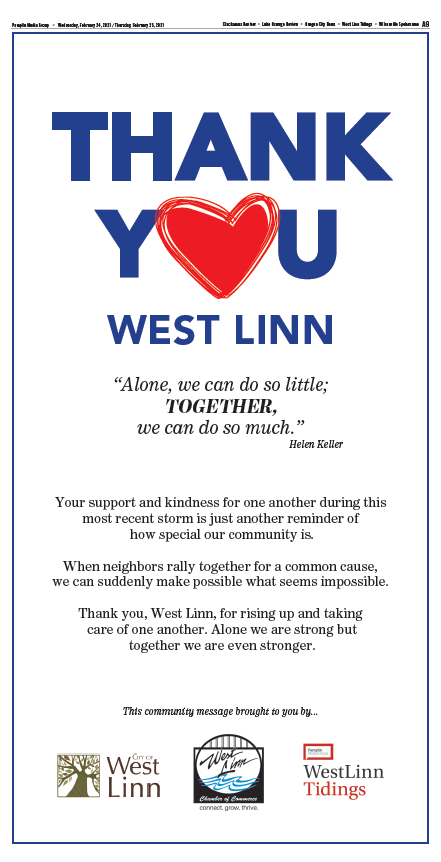 Pamplin Media Group • Wednesday, February 24, 2021 / Thursday, February 25, 2021 Clackamas Review • Lake Oswego Review • Oregon City News • West Linn Tidings • Wilsonville Spokesman A9
THANK
Y U
WEST LINN
“Alone, we can do so little;
TOGETHER,
we can do so much.”
Helen Keller
Your support and kindness for one another during this
most recent storm is just another reminder of
how special our community is.
When neighbors rally together for a common cause,
we can suddenly make possible what seems impossible.
Thank you, West Linn, for rising up and taking
care of one another. Alone we are strong but
together we are even stronger.
This community message brought to you by...
CITY OF
West
Linn
West
Linn
Chamber of Commerce
connect. grow. thrive.
Pamplin
WestLinn
Tidings